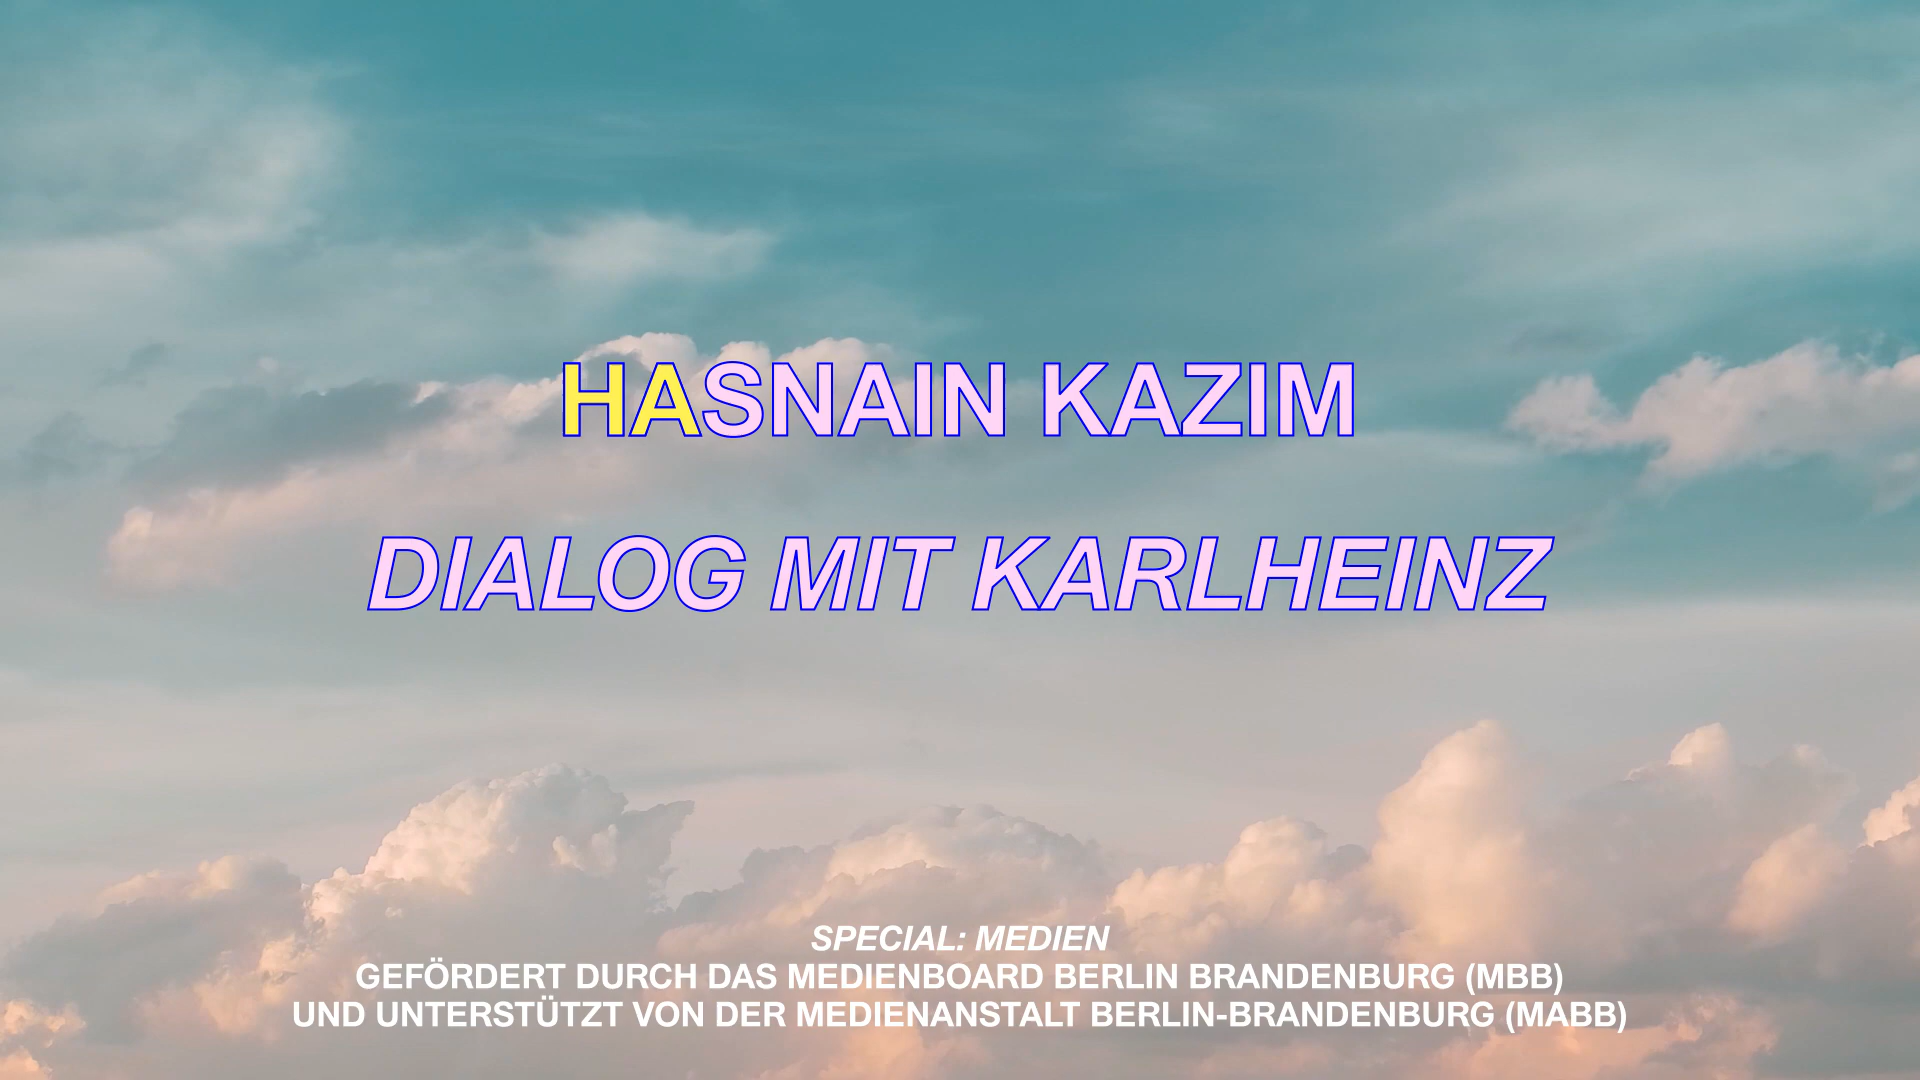 HASNAIN KAZIM
DIALOG MIT KARLHEINZ
SPECIAL: MEDIEN
GEFÖRDERT DURCH DAS MEDIENBOARD BERLIN BRANDENBURG (MBB)
UND UNTERSTÜTZT VON DER MEDIENANSTALT BERLIN-BRANDENBURG (MABB)